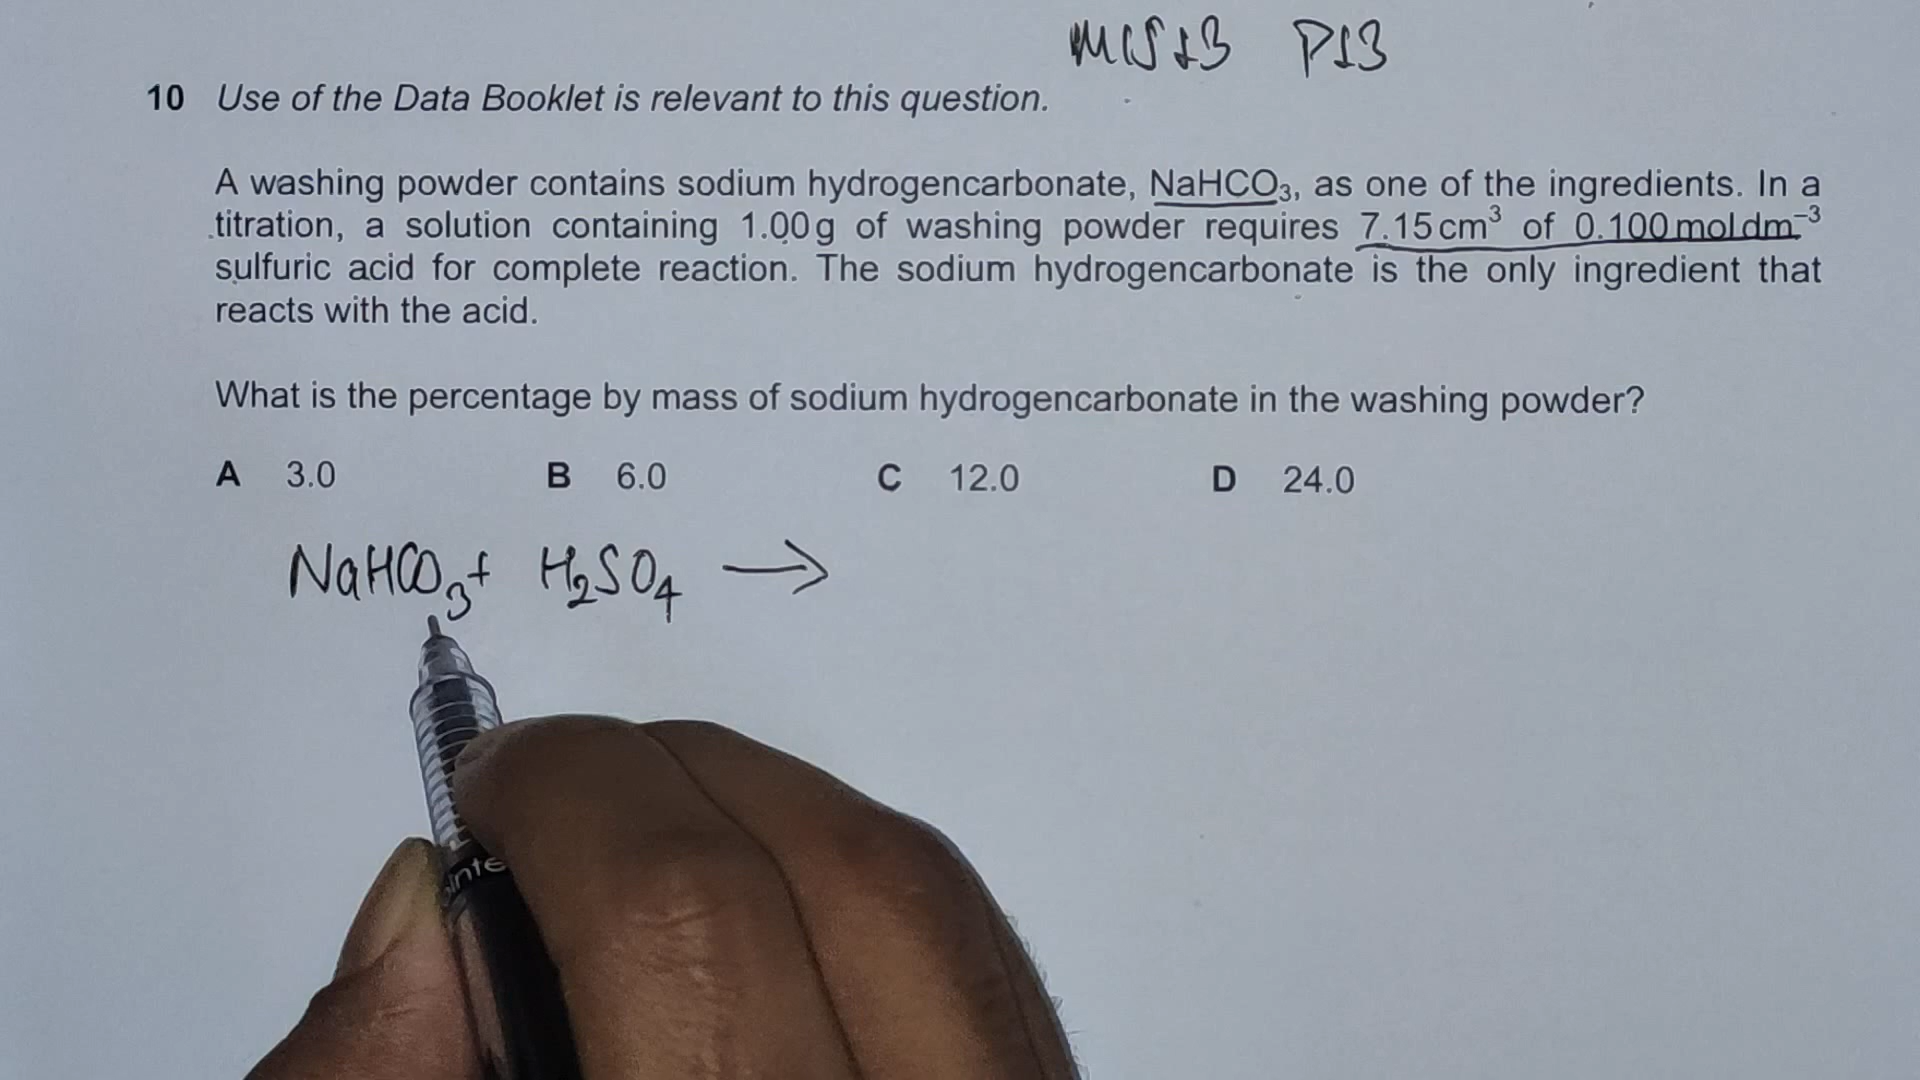 M/S13 P13
10 Use of the Data Booklet is relevant to this question.
A washing powder contains sodium hydrogencarbonate, NaHCO₃, as one of the ingredients. In a
titration, a solution containing 1.00 g of washing powder requires 7.15 cm³ of 0.100 mol dm⁻³
sulfuric acid for complete reaction. The sodium hydrogencarbonate is the only ingredient that
reacts with the acid.
What is the percentage by mass of sodium hydrogencarbonate in the washing powder?
A 3.0 B 6.0 C 12.0 D 24.0
NaHCO₃ + H₂SO₄ →
inte